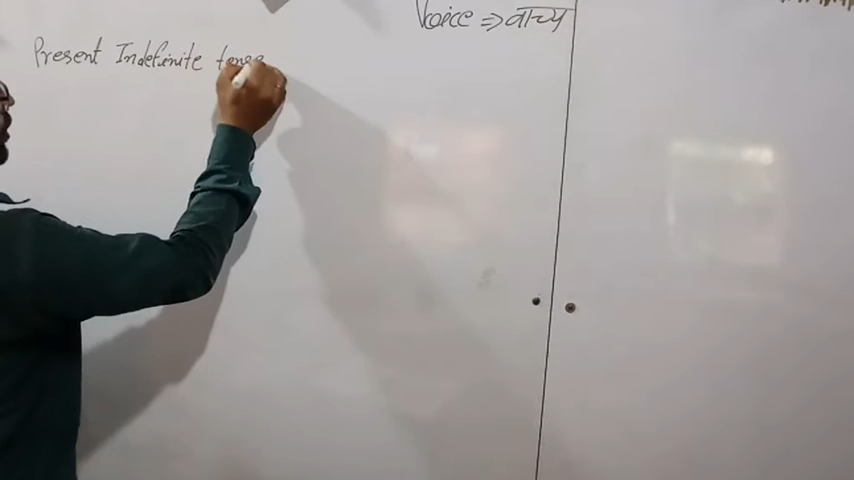 Voice ⇒ वाच्य
Present Indefinite tense